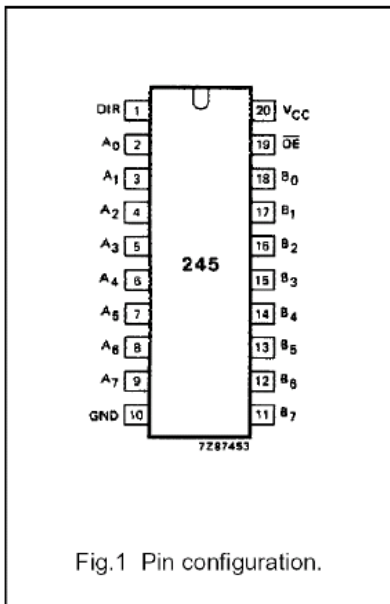 DIR 1 20 VCC
A0 2 19 OE
A1 3 18 B0
A2 4 17 B1
A3 5 16 B2
245
A4 6 15 B3
A5 7 14 B4
A6 8 13 B5
A7 9 12 B6
GND 10 11 B7
7Z87453
Fig.1 Pin configuration.